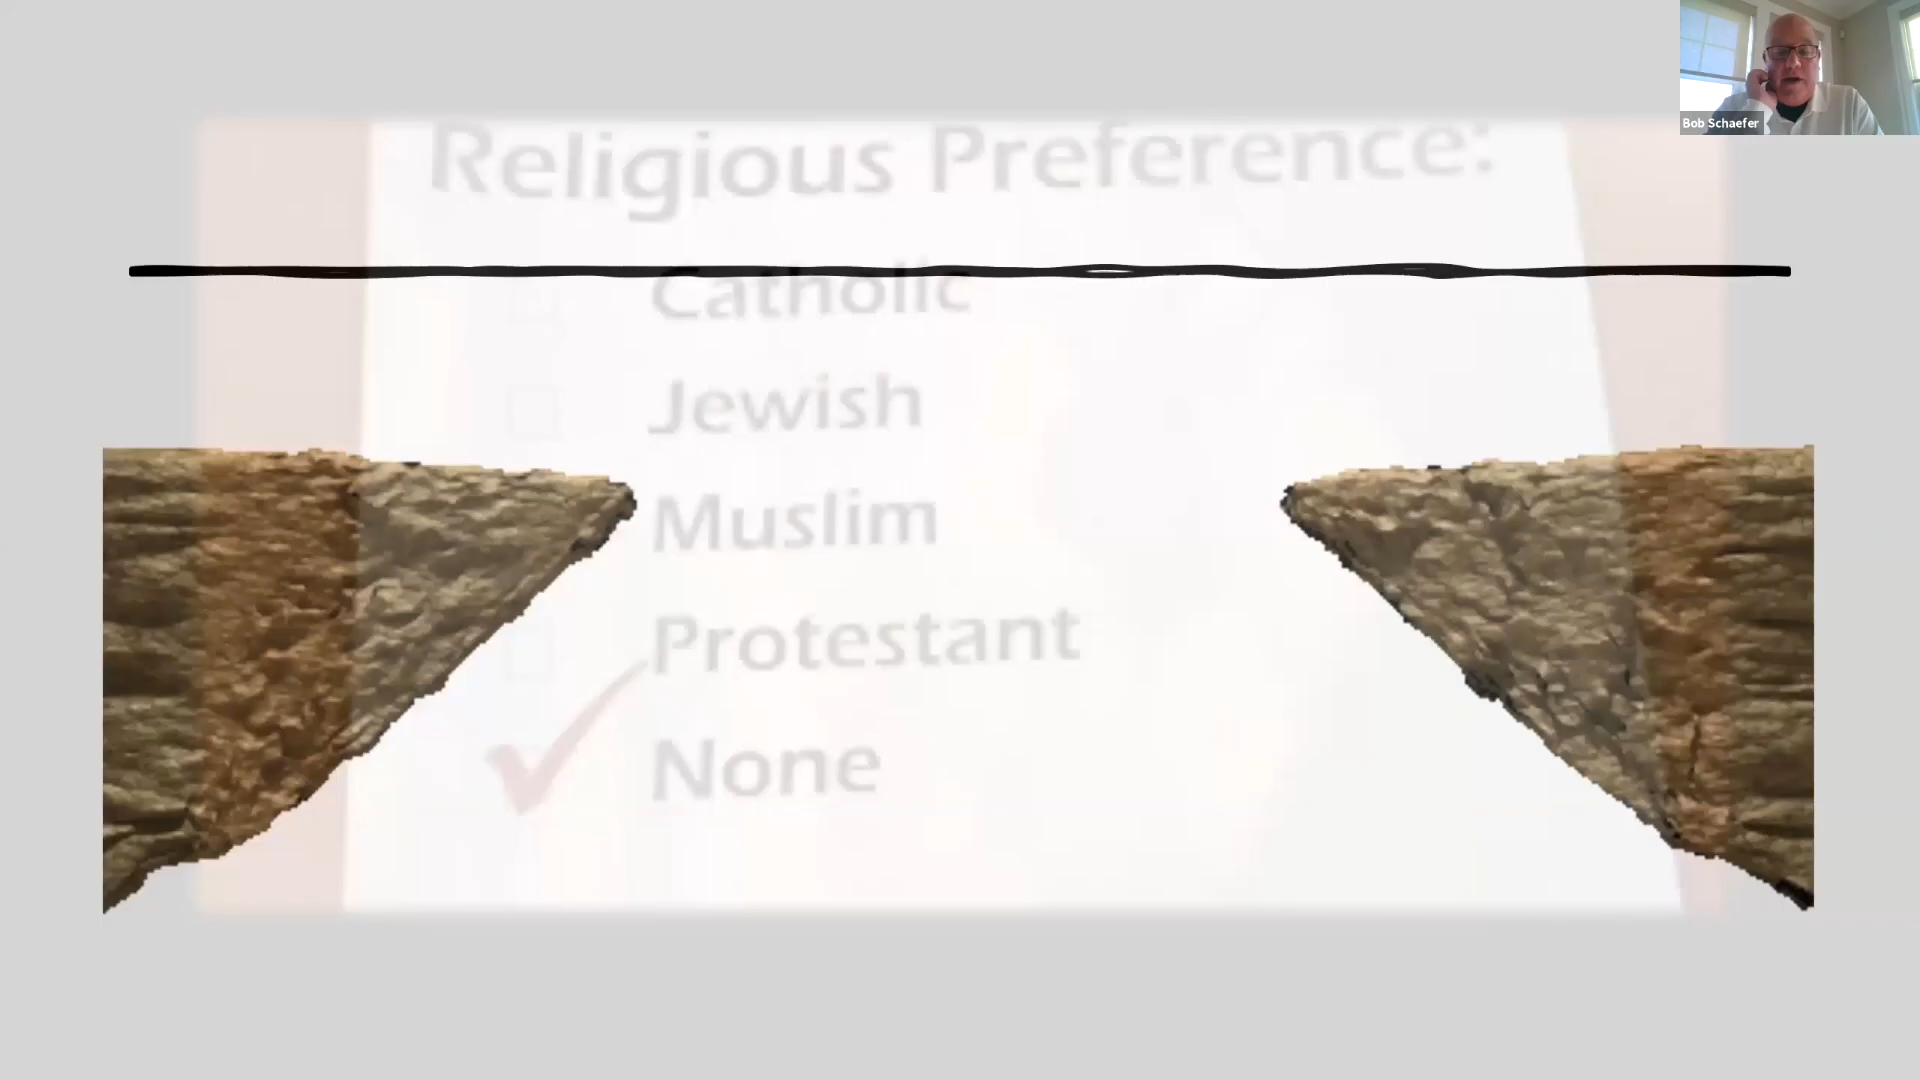 Bob Schaefer
Religious Preference:
Catholic
Jewish
Muslim
Protestant
None